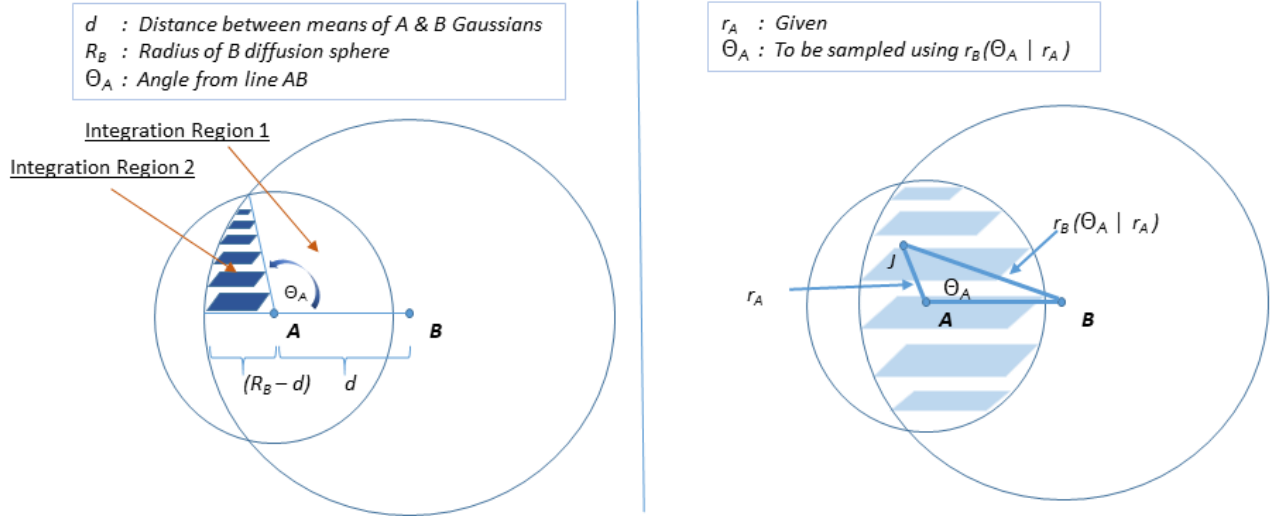 d : Distance between means of A & B Gaussians
R_B : Radius of B diffusion sphere
Θ_A : Angle from line AB
Integration Region 1
Integration Region 2
Θ_A
A
B
(R_B – d)
d
r_A : Given
Θ_A : To be sampled using r_B(Θ_A | r_A)
r_B(Θ_A | r_A)
J
r_A
Θ_A
A
B